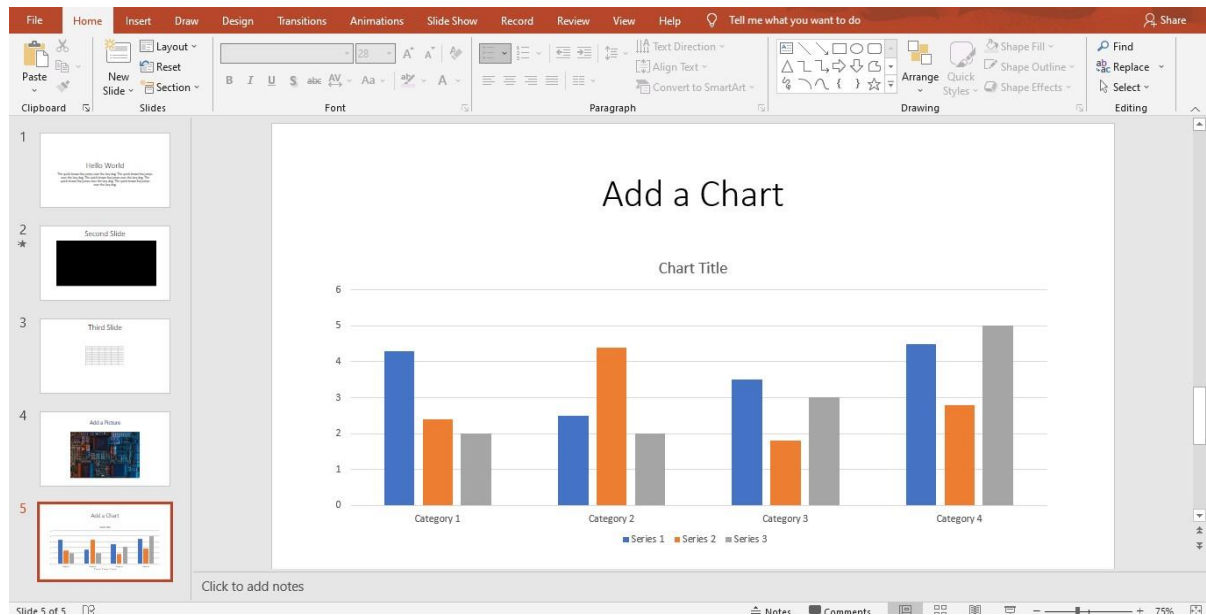 File Home Insert Draw Design Transitions Animations Slide Show Record Review View Help Tell me what you want to do Share
Paste
Clipboard
New
Slide
Layout
Reset
Section
Slides
28
B I U S abc AV Aa A
Font
Text Direction
Align Text
Convert to SmartArt
Paragraph
Arrange
Quick
Styles
Shape Fill
Shape Outline
Shape Effects
Drawing
Find
Replace
Select
Editing
1
Hello World
2
Second Slide
3
Third Slide
4
Add a Picture
5
Add a Chart
Add a Chart
Chart Title
6
5
4
3
2
1
0
Category 1 Category 2 Category 3 Category 4
Series 1 Series 2 Series 3
Click to add notes
Slide 5 of 5 Notes Comments 75%